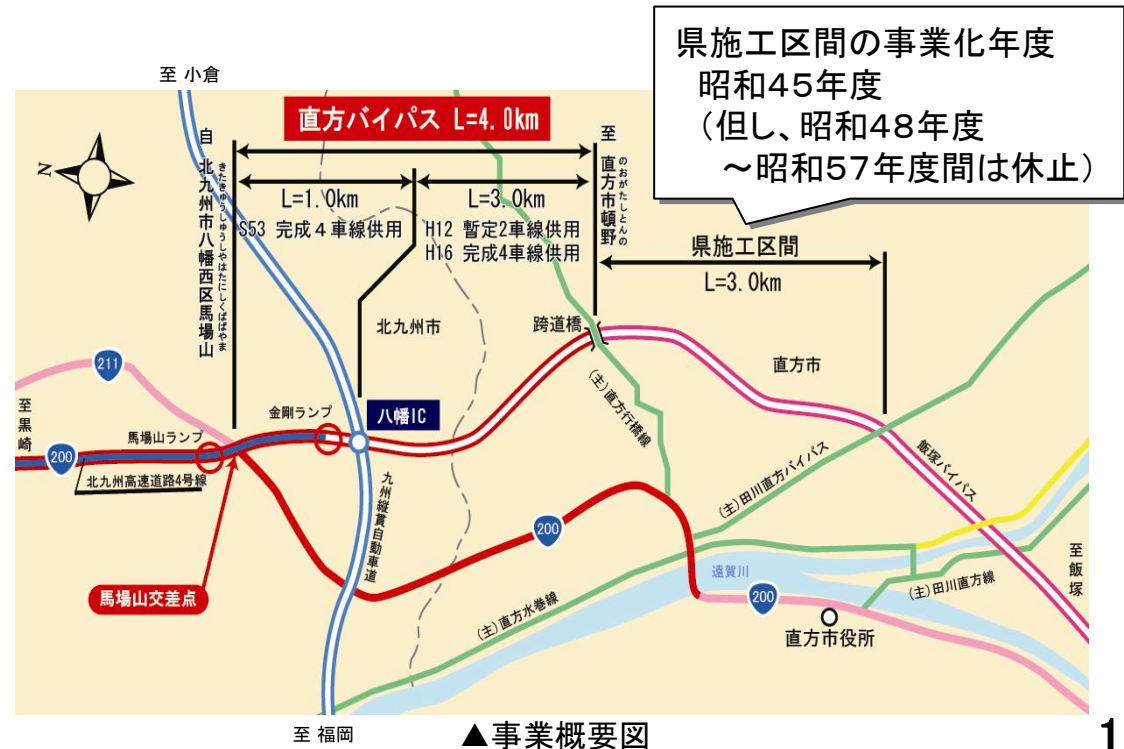 県施工区間の事業化年度
昭和45年度
(但し、昭和48年度
～昭和57年度間は休止)
至 小倉
直方バイパス L=4.0km
自 北九州市八幡西区馬場山
きたきゅうしゅうしやはたにしくばばやま
至 直方市頓野
のおがたしとんの
L=1.0km
L=3.0km
S53 完成4車線供用
H12 暫定2車線供用
H16 完成4車線供用
県施工区間
L=3.0km
N
北九州市
跨道橋
直方市
211
(主)直方行橋線
至黒崎
馬場山ランプ
金剛ランプ
八幡IC
200
北九州高速道路4号線
九州縦貫自動車道
(主)田川直方バイパス
飯塚バイパス
200
馬場山交差点
(主)直方水巻線
遠賀川
200
(主)田川直方線
至飯塚
直方市役所
至 福岡
▲事業概要図
1